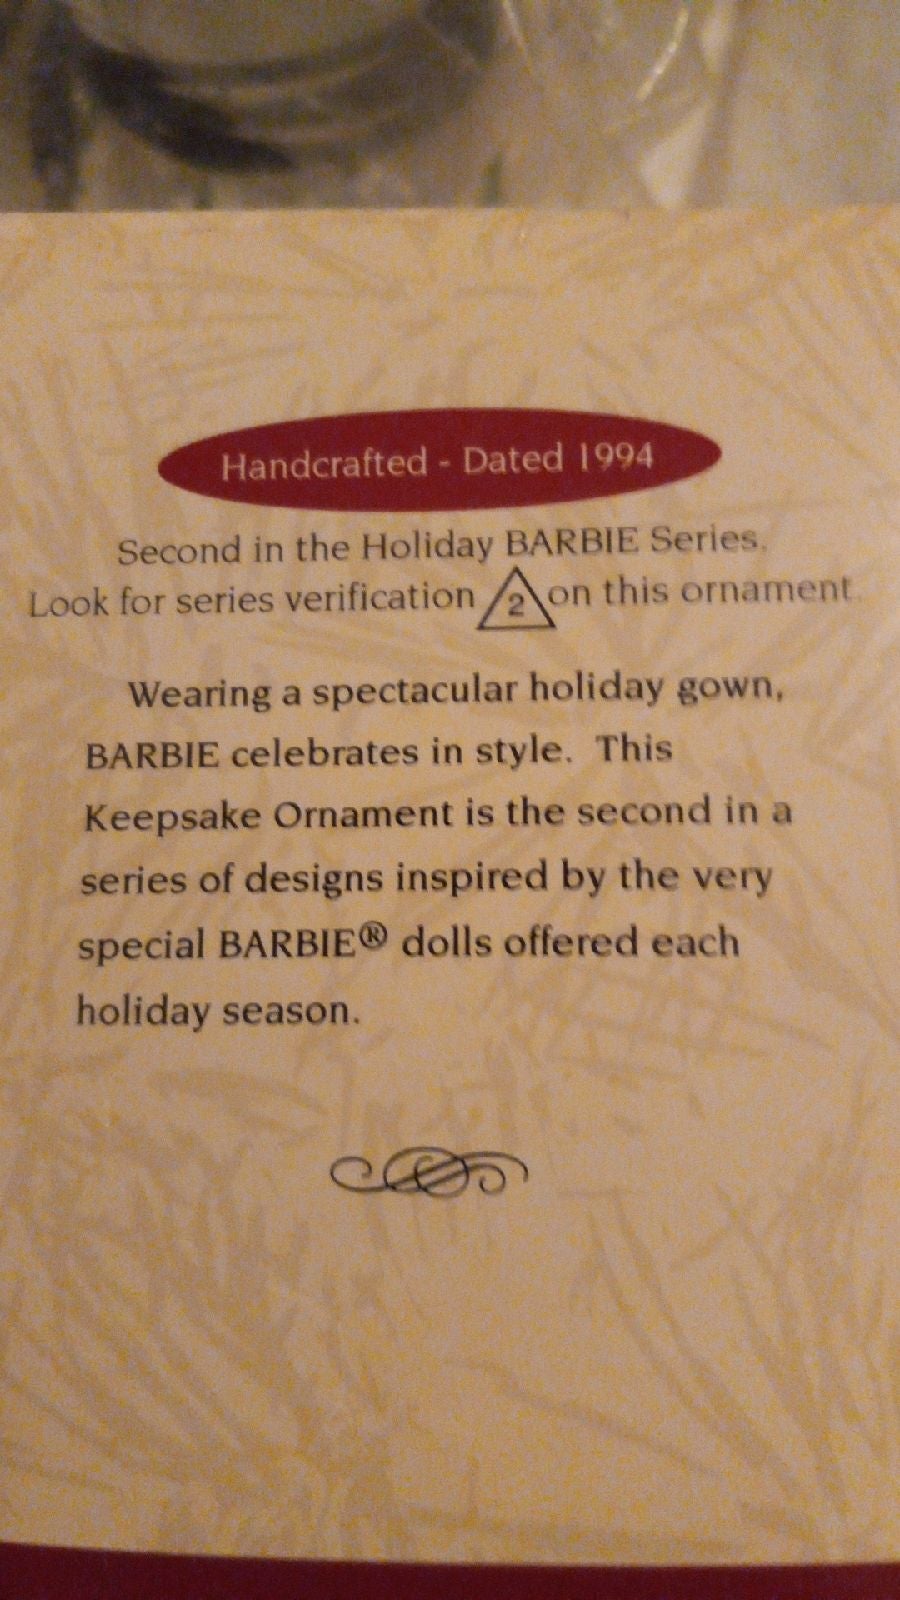 Handcrafted - Dated 1994
Second in the Holiday BARBIE Series.
Look for series verification 2 on this ornament.
Wearing a spectacular holiday gown,
BARBIE celebrates in style. This
Keepsake Ornament is the second in a
series of designs inspired by the very
special BARBIE® dolls offered each
holiday season.